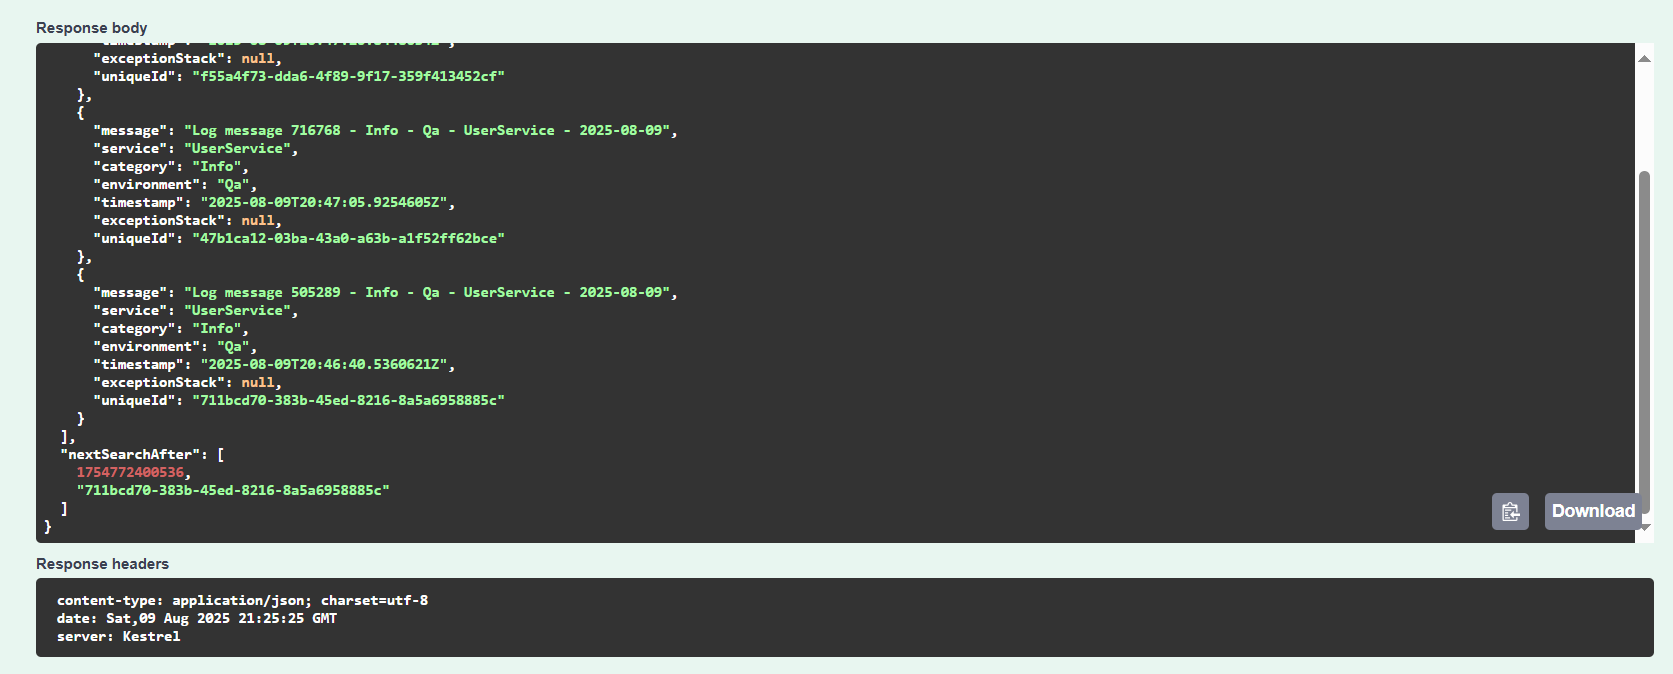 Response body
"exceptionStack": null,
"uniqueId": "f55a4f73-dda6-4f89-9f17-359f413452cf"
},
{
"message": "Log message 716768 - Info - Qa - UserService - 2025-08-09",
"service": "UserService",
"category": "Info",
"environment": "Qa",
"timestamp": "2025-08-09T20:47:05.9254605Z",
"exceptionStack": null,
"uniqueId": "47b1ca12-03ba-43a0-a63b-a1f52ff62bce"
},
{
"message": "Log message 505289 - Info - Qa - UserService - 2025-08-09",
"service": "UserService",
"category": "Info",
"environment": "Qa",
"timestamp": "2025-08-09T20:46:40.5360621Z",
"exceptionStack": null,
"uniqueId": "711bcd70-383b-45ed-8216-8a5a6958885c"
}
],
"nextSearchAfter": [
1754772400536,
"711bcd70-383b-45ed-8216-8a5a6958885c"
]
}
Download
Response headers
content-type: application/json; charset=utf-8
date: Sat,09 Aug 2025 21:25:25 GMT
server: Kestrel